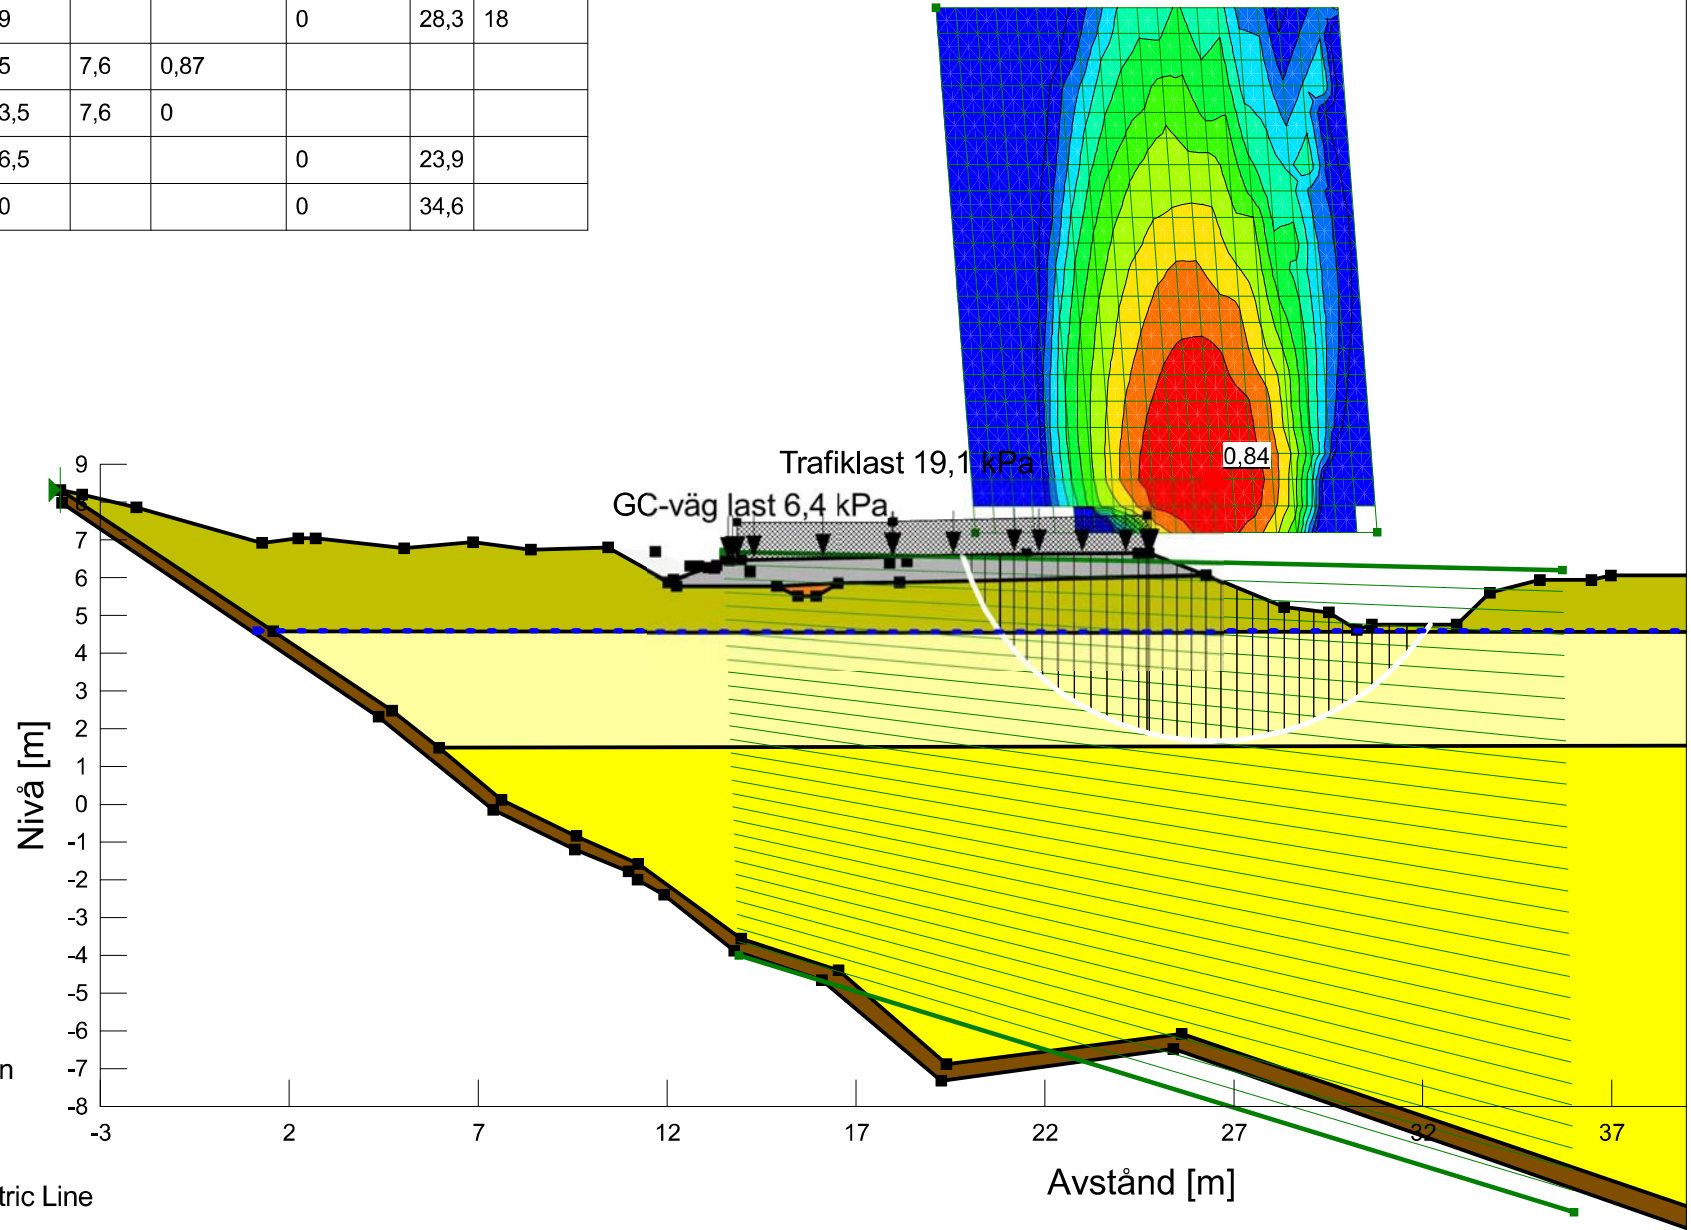 9 0 28,3 18
5 7,6 0,87
3,5 7,6 0
6,5 0 23,9
0 0 34,6
0,84
Trafiklast 19,1 kPa
GC-väg last 6,4 kPa
9
8
7
6
5
4
3
2
1
0
-1
-2
-3
-4
-5
-6
-7
-8
Nivå [m]
n
-3 2 7 12 17 22 27 32 37
Avstånd [m]
tric Line